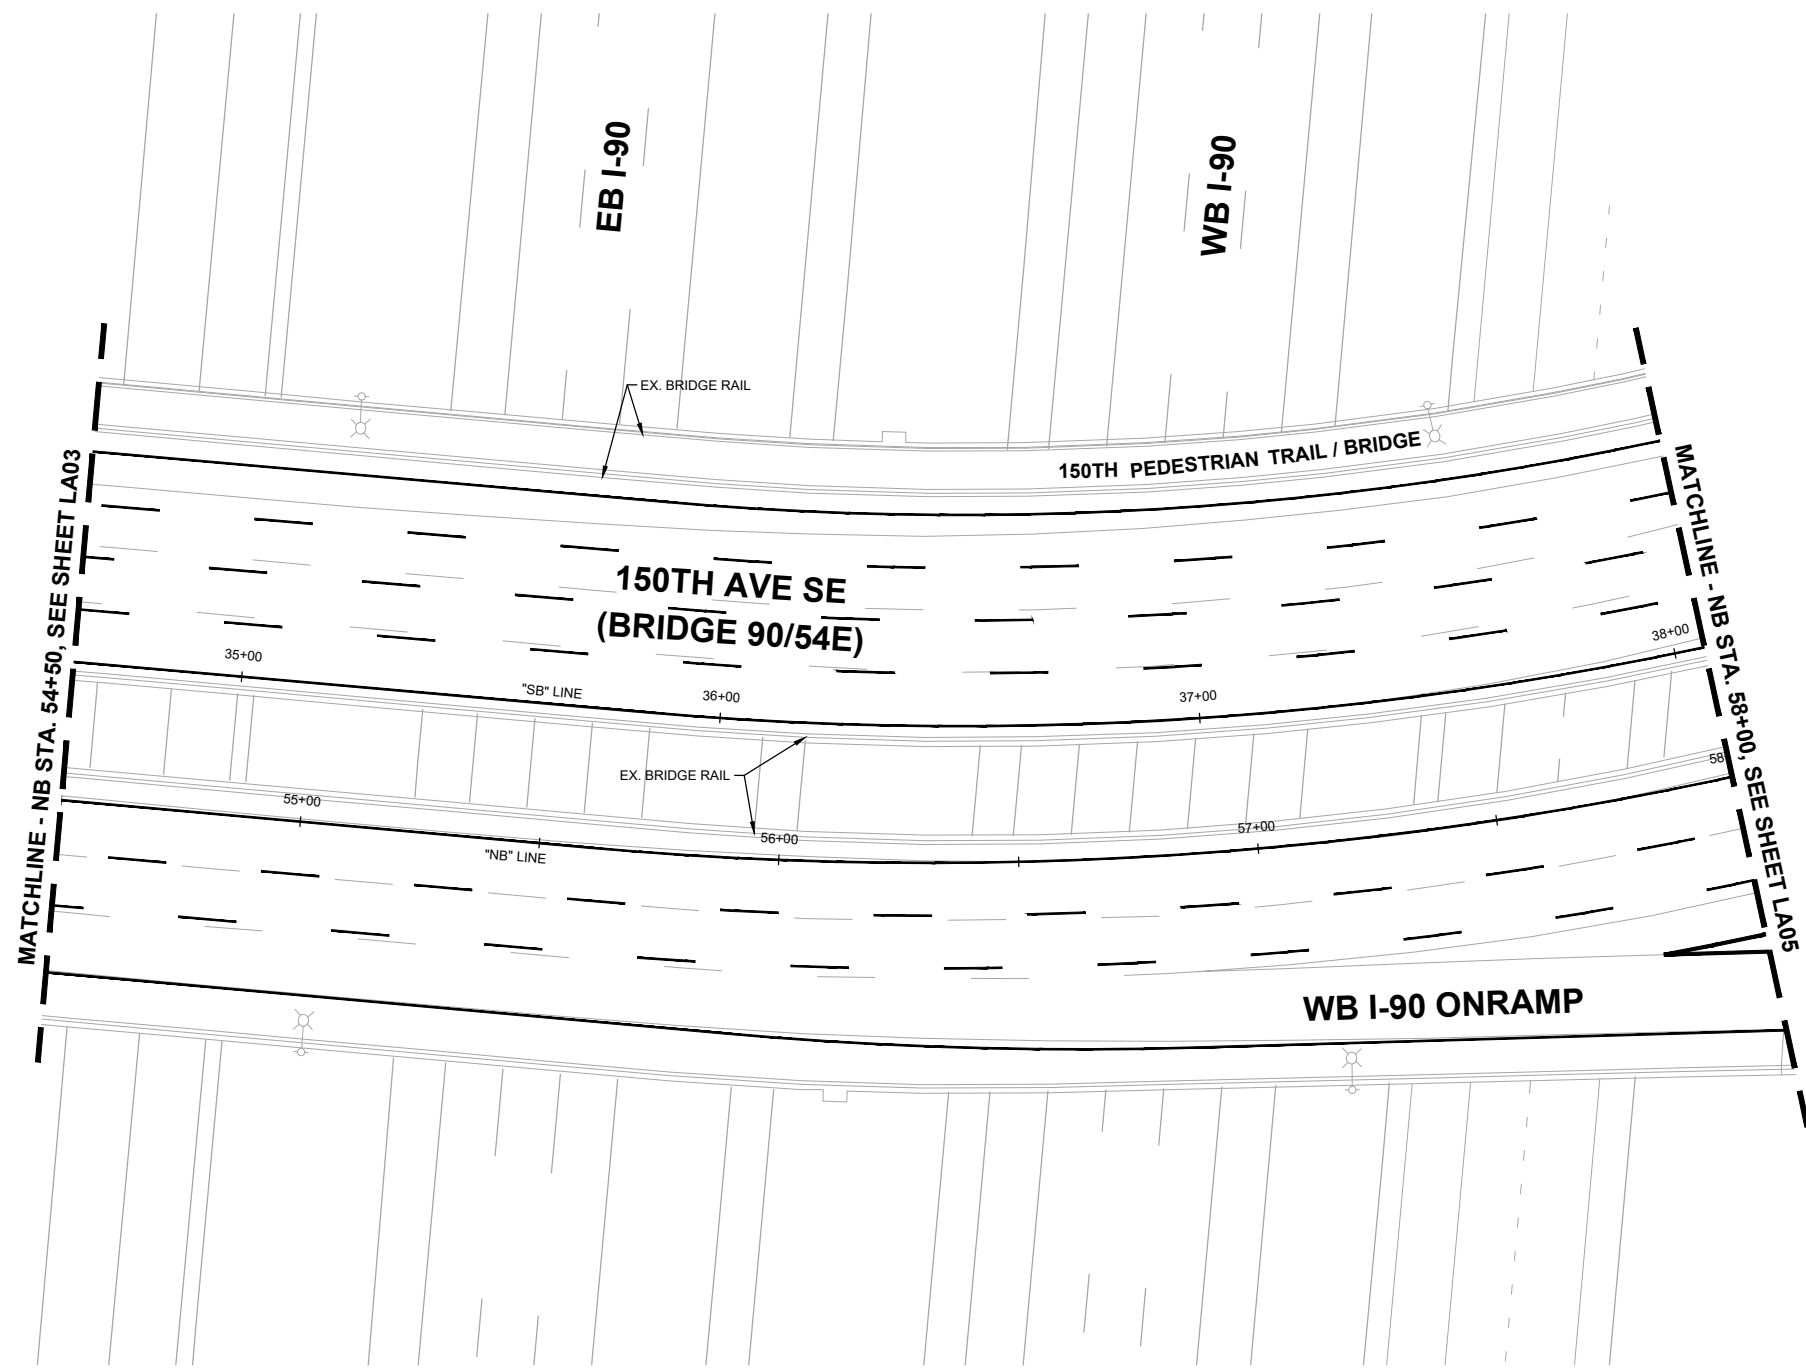 EB I-90
WB I-90
EX. BRIDGE RAIL
150TH PEDESTRIAN TRAIL / BRIDGE
MATCHLINE - NB STA. 54+50, SEE SHEET LA03
MATCHLINE - NB STA. 58+00, SEE SHEET LA05
150TH AVE SE
(BRIDGE 90/54E)
35+00
"SB" LINE
36+00
37+00
38+00
EX. BRIDGE RAIL
58
55+00
"NB" LINE
56+00
57+00
WB I-90 ONRAMP